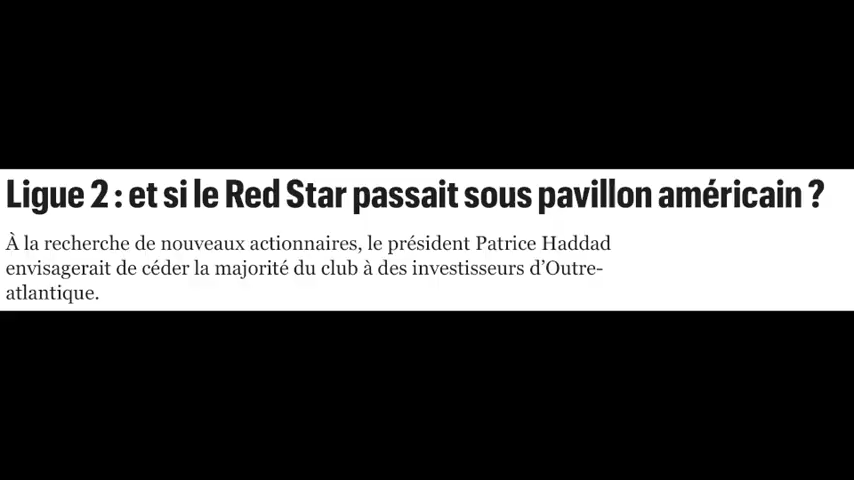 Ligue 2 : et si le Red Star passait sous pavillon américain ?
À la recherche de nouveaux actionnaires, le président Patrice Haddad
envisagerait de céder la majorité du club à des investisseurs d’Outre-
atlantique.